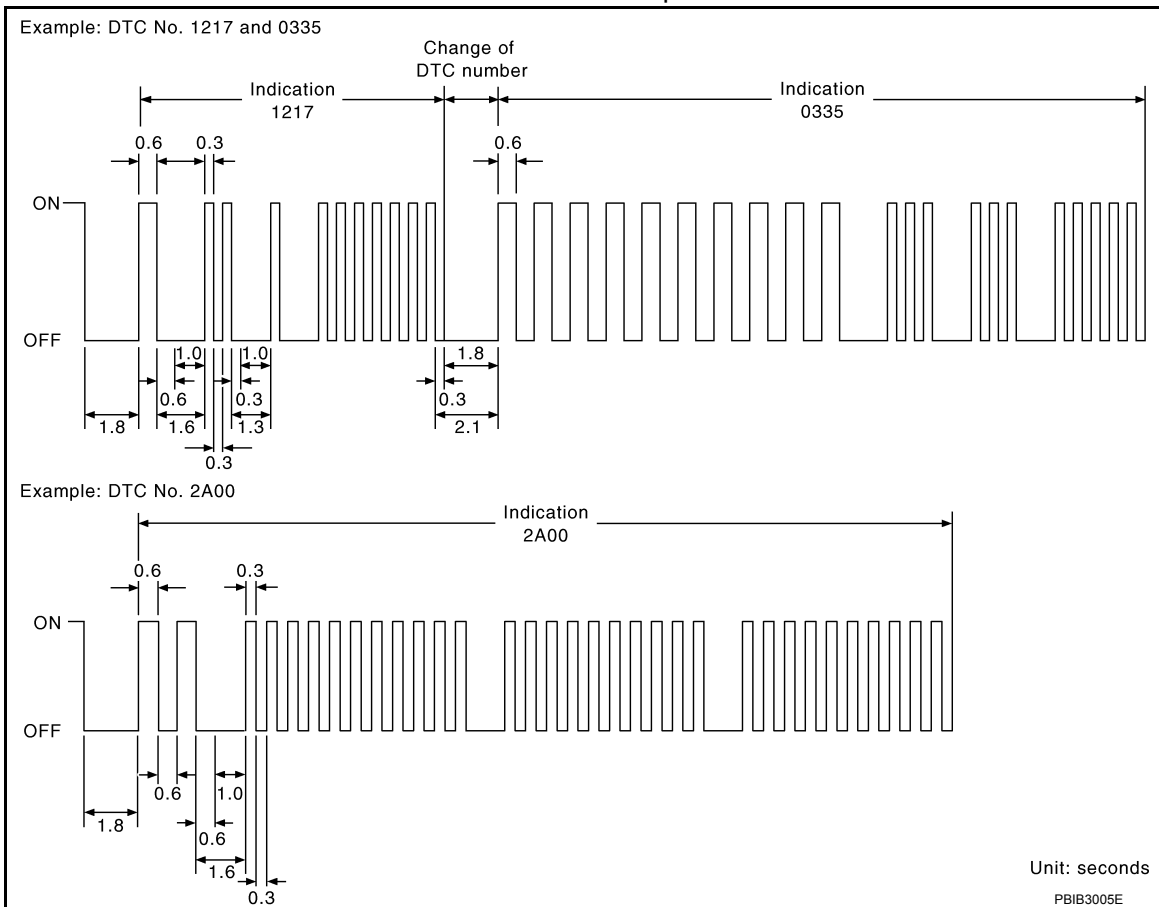 Example: DTC No. 1217 and 0335
Change of
DTC number
Indication
1217
Indication
0335
0.6
0.3
0.6
ON
OFF
1.0
1.0
1.8
0.6
0.3
0.3
1.8
1.6
1.3
2.1
0.3
Example: DTC No. 2A00
Indication
2A00
0.6
0.3
ON
OFF
0.6
1.0
1.8
0.6
1.6
0.3
Unit: seconds
PBIB3005E